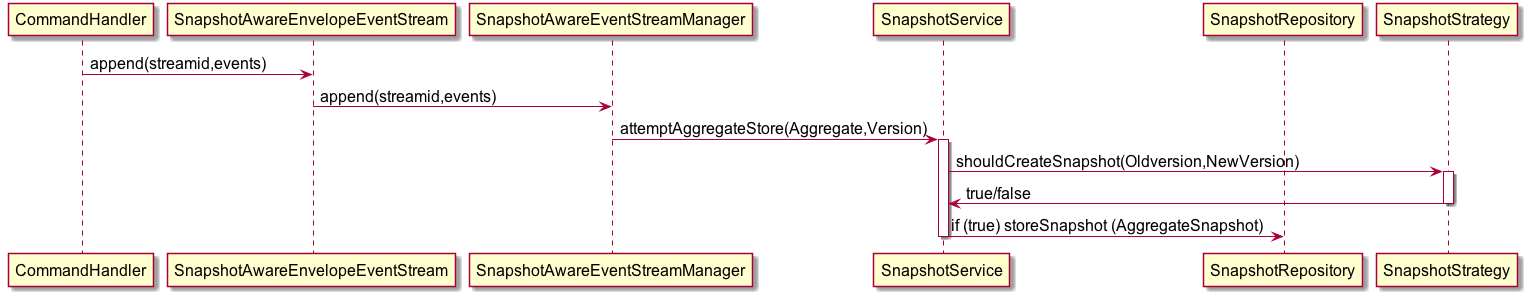 CommandHandler SnapshotAwareEnvelopeEventStream SnapshotAwareEventStreamManager SnapshotService SnapshotRepository SnapshotStrategy
append(streamid,events)
append(streamid,events)
attemptAggregateStore(Aggregate,Version)
shouldCreateSnapshot(Oldversion,NewVersion)
true/false
if (true) storeSnapshot (AggregateSnapshot)
CommandHandler SnapshotAwareEnvelopeEventStream SnapshotAwareEventStreamManager SnapshotService SnapshotRepository SnapshotStrategy